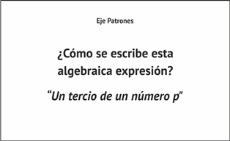 Eje Patrones
¿Cómo se escribe esta
algebraica expresión?
“Un tercio de un número p"